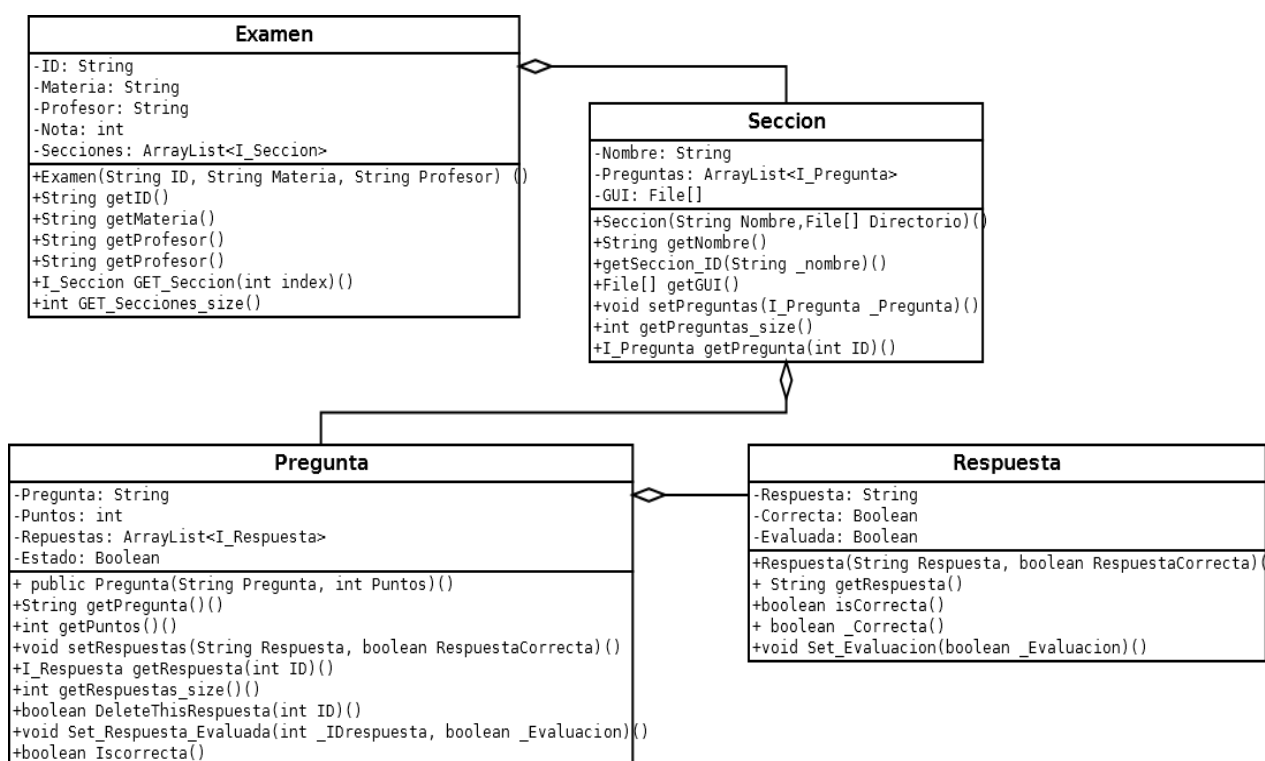 Examen
-ID: String
-Materia: String
-Profesor: String
-Nota: int
-Secciones: ArrayList<I_Seccion>
+Examen(String ID, String Materia, String Profesor) ()
+String getID()
+String getMateria()
+String getProfesor()
+String getProfesor()
+I_Seccion GET_Seccion(int index)()
+int GET_Secciones_size()
Seccion
-Nombre: String
-Preguntas: ArrayList<I_Pregunta>
-GUI: File[]
+Seccion(String Nombre,File[] Directorio)()
+String getNombre()
+getSeccion_ID(String _nombre)()
+File[] getGUI()
+void setPreguntas(I_Pregunta _Pregunta)()
+int getPreguntas_size()
+I_Pregunta getPregunta(int ID)()
Pregunta
-Pregunta: String
-Puntos: int
-Repuestas: ArrayList<I_Respuesta>
-Estado: Boolean
+ public Pregunta(String Pregunta, int Puntos)()
+String getPregunta()()
+int getPuntos()()
+void setRespuestas(String Respuesta, boolean RespuestaCorrecta)()
+I_Respuesta getRespuesta(int ID)()
+int getRespuestas_size()()
+boolean DeleteThisRespuesta(int ID)()
+void Set_Respuesta_Evaluada(int _IDrespuesta, boolean _Evaluacion)()
+boolean Iscorrecta()
Respuesta
-Respuesta: String
-Correcta: Boolean
-Evaluada: Boolean
+Respuesta(String Respuesta, boolean RespuestaCorrecta)(
+ String getRespuesta()
+boolean isCorrecta()
+ boolean _Correcta()
+void Set_Evaluacion(boolean _Evaluacion)()